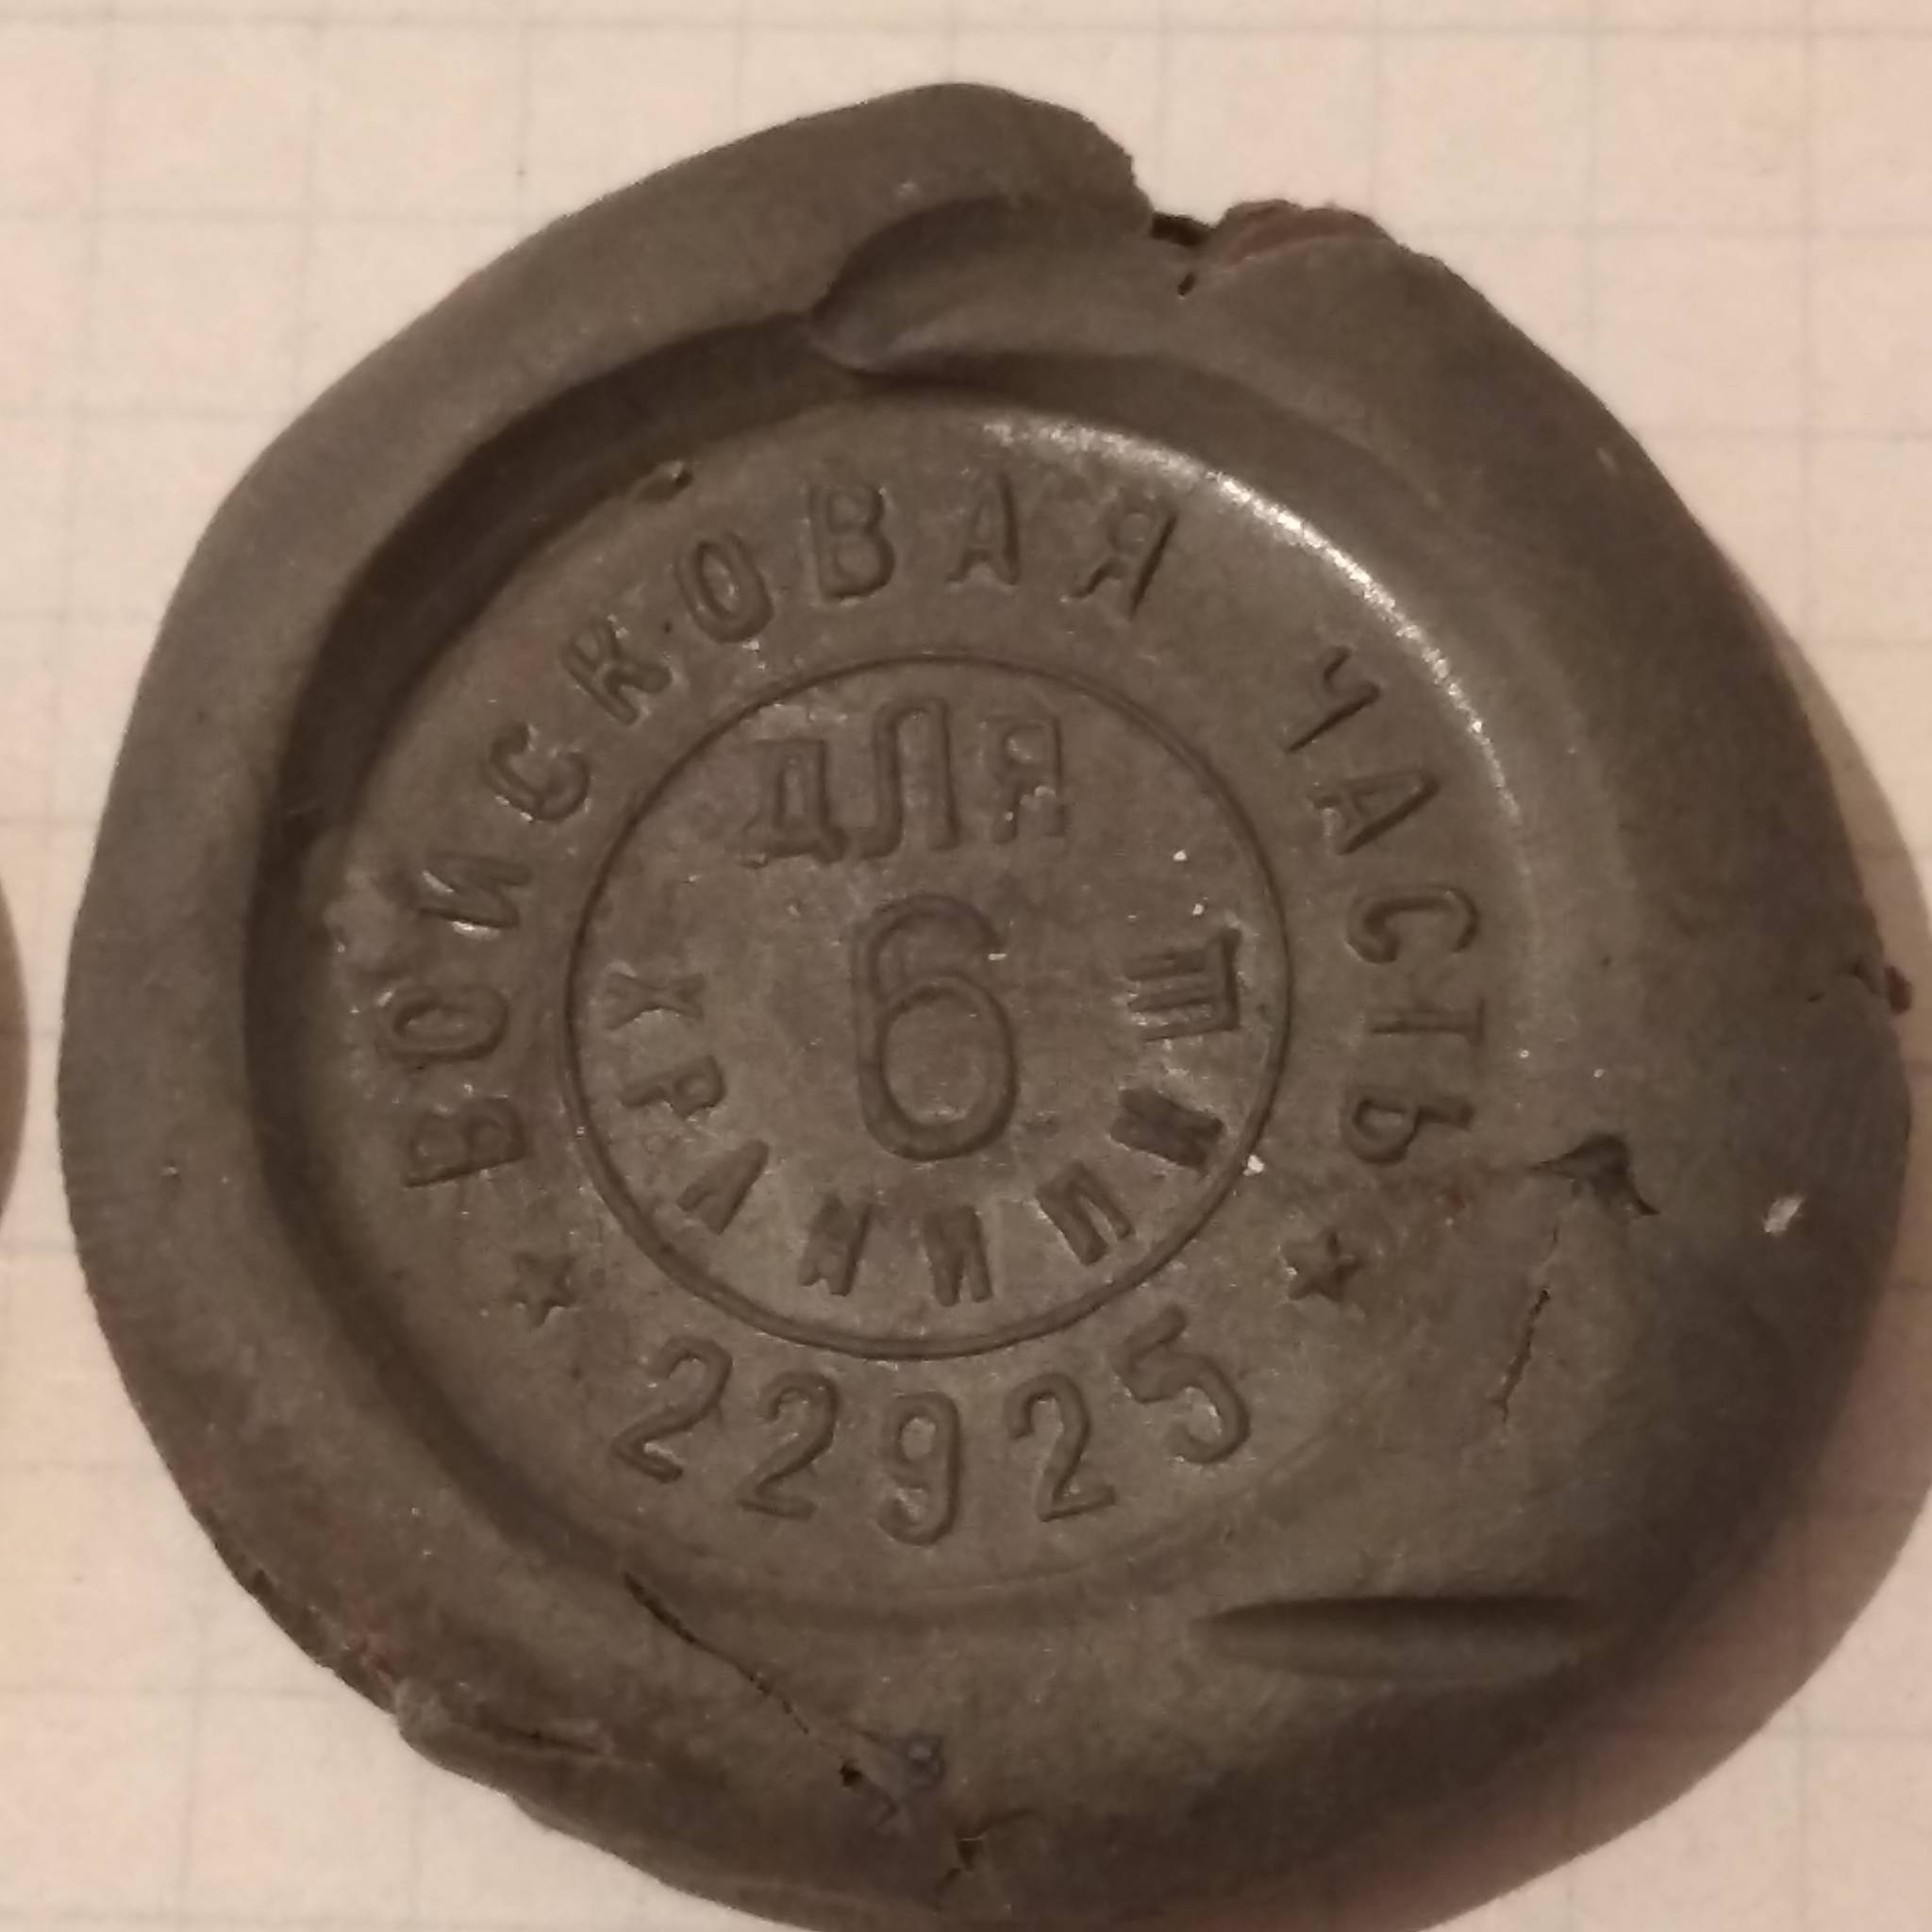 ВОЙСКОВАЯ ЧАСТЬ
ДЛЯ
6
ХРАНИЛИЩ
★ 22925 ★